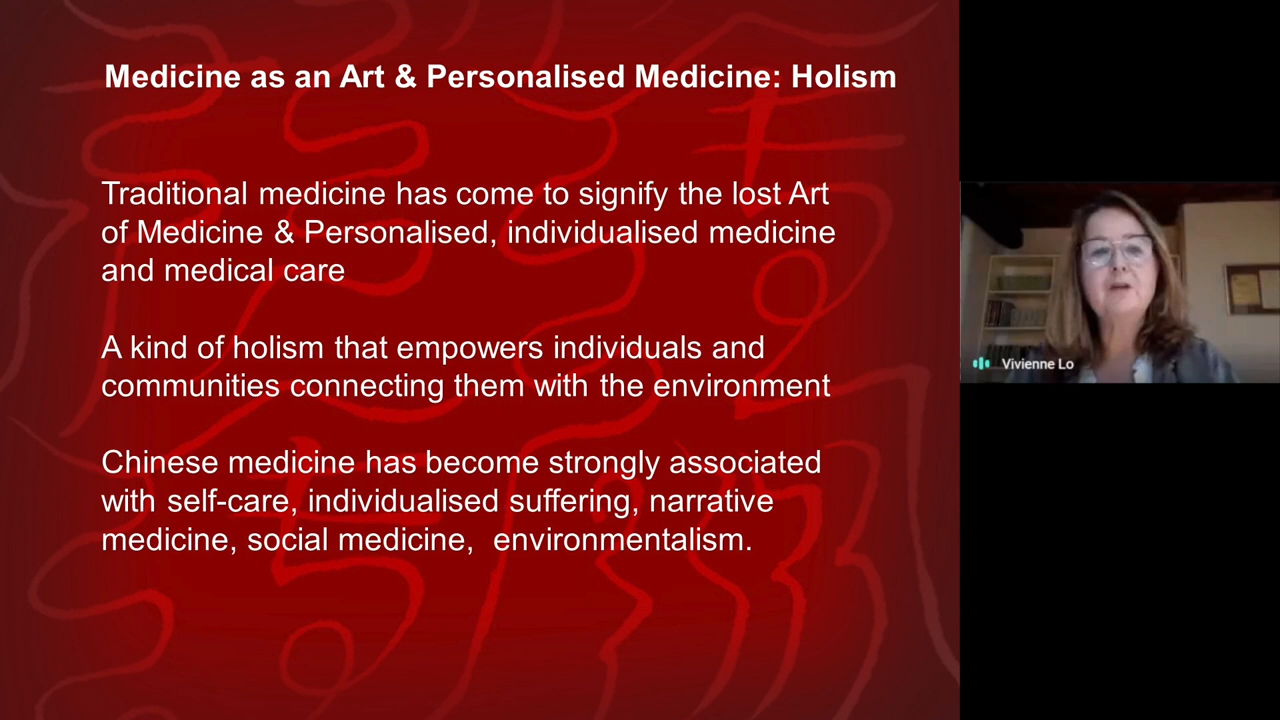 Medicine as an Art & Personalised Medicine: Holism
Traditional medicine has come to signify the lost Art
of Medicine & Personalised, individualised medicine
and medical care
A kind of holism that empowers individuals and
communities connecting them with the environment
Chinese medicine has become strongly associated
with self-care, individualised suffering, narrative
medicine, social medicine,  environmentalism.
Vivienne Lo